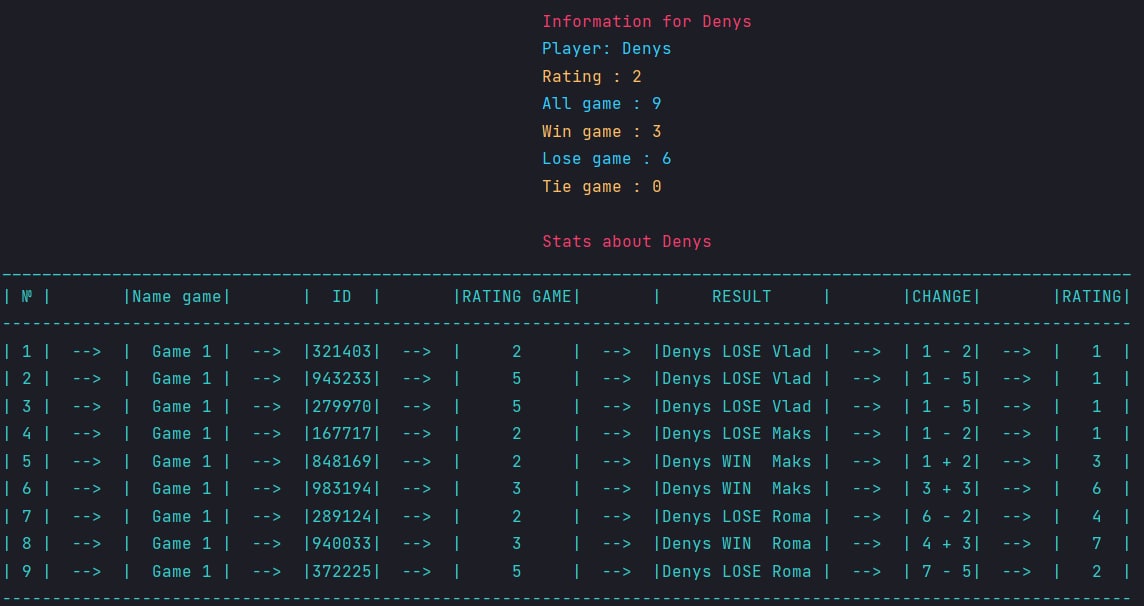 Information for Denys
Player: Denys
Rating : 2
All game : 9
Win game : 3
Lose game : 6
Tie game : 0
Stats about Denys
-----------------------------------------------------------------------------------------------------------------
| № |       |Name game|       |  ID  |       |RATING GAME|       |     RESULT     |       |CHANGE|       |RATING|
-----------------------------------------------------------------------------------------------------------------
| 1 |  -->  |  Game 1 |  -->  |321403|  -->  |     2     |  -->  |Denys LOSE Vlad |  -->  | 1 - 2|  -->  |   1  |
| 2 |  -->  |  Game 1 |  -->  |943233|  -->  |     5     |  -->  |Denys LOSE Vlad |  -->  | 1 - 5|  -->  |   1  |
| 3 |  -->  |  Game 1 |  -->  |279970|  -->  |     5     |  -->  |Denys LOSE Vlad |  -->  | 1 - 5|  -->  |   1  |
| 4 |  -->  |  Game 1 |  -->  |167717|  -->  |     2     |  -->  |Denys LOSE Maks |  -->  | 1 - 2|  -->  |   1  |
| 5 |  -->  |  Game 1 |  -->  |848169|  -->  |     2     |  -->  |Denys WIN  Maks |  -->  | 1 + 2|  -->  |   3  |
| 6 |  -->  |  Game 1 |  -->  |983194|  -->  |     3     |  -->  |Denys WIN  Maks |  -->  | 3 + 3|  -->  |   6  |
| 7 |  -->  |  Game 1 |  -->  |289124|  -->  |     2     |  -->  |Denys LOSE Roma |  -->  | 6 - 2|  -->  |   4  |
| 8 |  -->  |  Game 1 |  -->  |940033|  -->  |     3     |  -->  |Denys WIN  Roma |  -->  | 4 + 3|  -->  |   7  |
| 9 |  -->  |  Game 1 |  -->  |372225|  -->  |     5     |  -->  |Denys LOSE Roma |  -->  | 7 - 5|  -->  |   2  |
-----------------------------------------------------------------------------------------------------------------